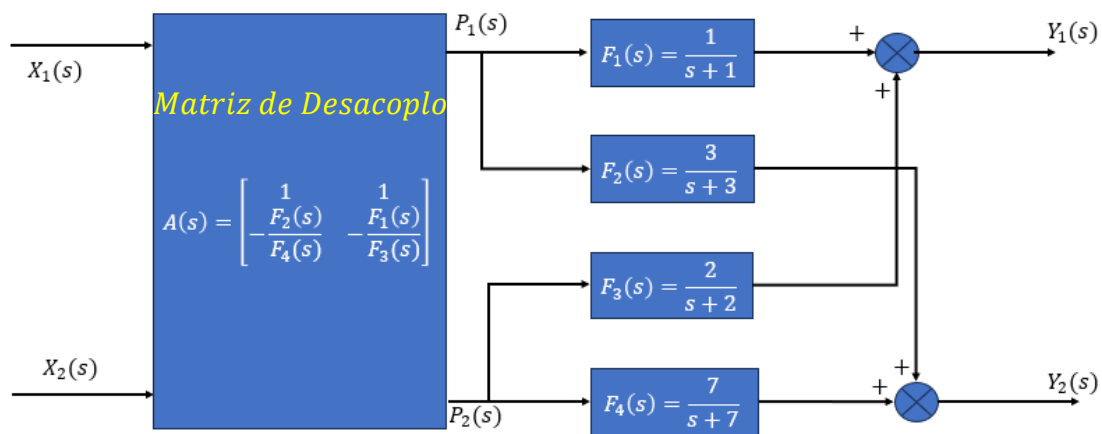 X₁(s)
P₁(s)
F₁(s) = 1/(s + 1)
+
Y₁(s)
+
Matriz de Desacoplo
F₂(s) = 3/(s + 3)
A(s) = [1 1; −F₂(s)/F₄(s) −F₁(s)/F₃(s)]
F₃(s) = 2/(s + 2)
X₂(s)
P₂(s)
F₄(s) = 7/(s + 7)
+
+
Y₂(s)